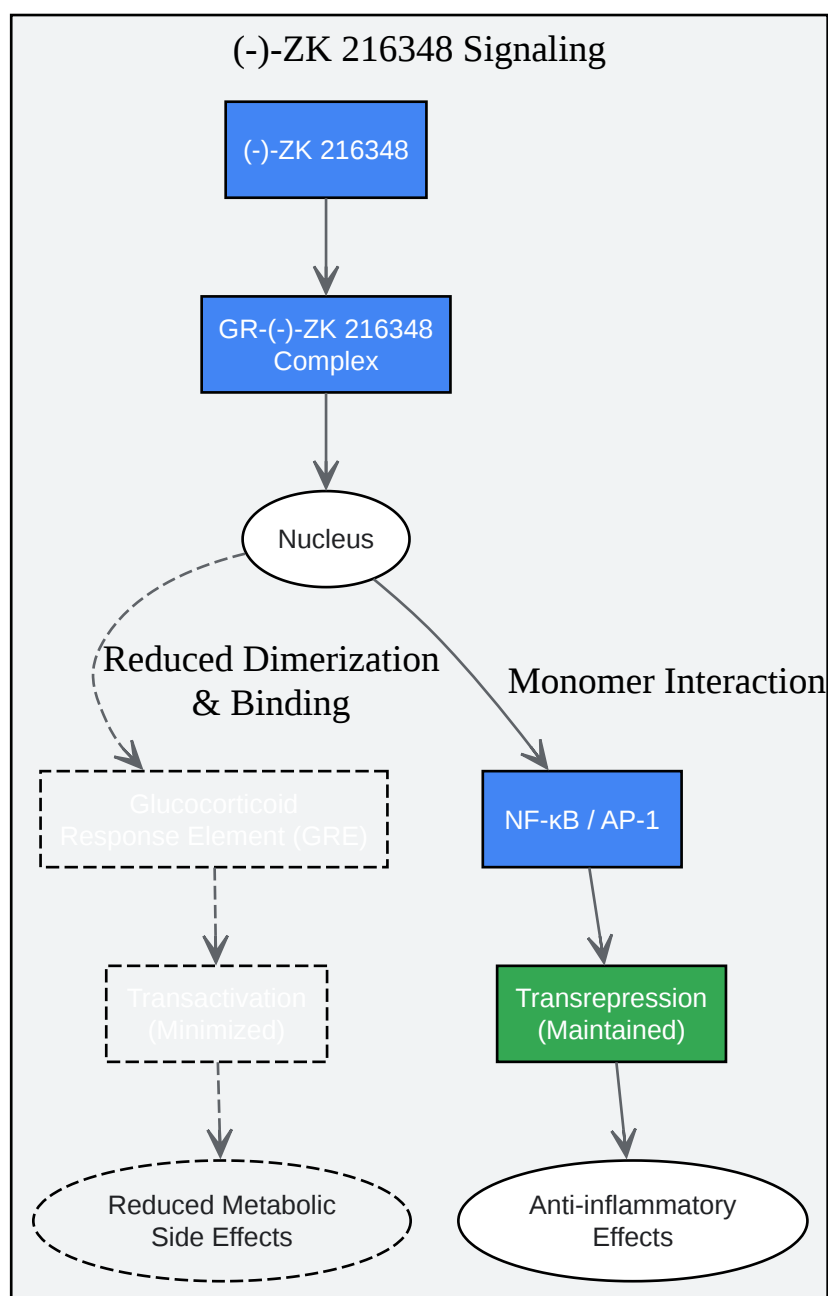 (-)-ZK 216348 Signaling
(-)-ZK 216348
GR-(-)-ZK 216348
Complex
Nucleus
Reduced Dimerization
& Binding
Monomer Interaction
Glucocorticoid
Response Element (GRE)
NF-κB / AP-1
Transactivation
(Minimized)
Transrepression
(Maintained)
Reduced Metabolic
Side Effects
Anti-inflammatory
Effects